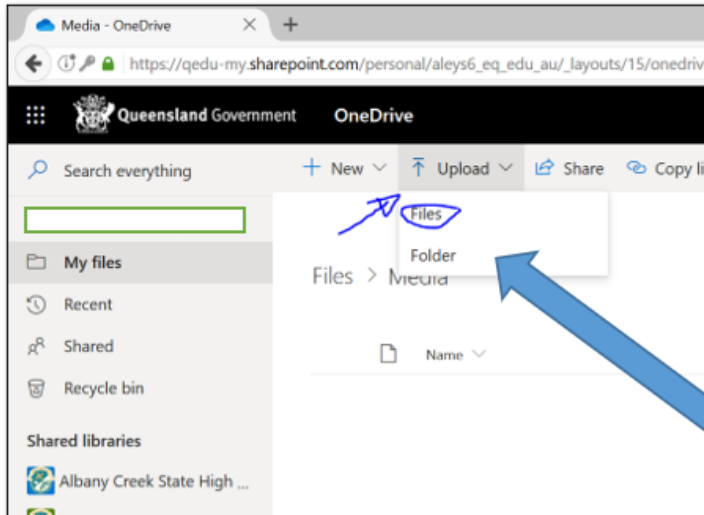 Media - OneDrive
https://qedu-my.sharepoint.com/personal/aleys6_eq_edu_au/_layouts/15/onedriv
Queensland Government OneDrive
Search everything
New Upload Share Copy li
Files
Folder
My files
Files > Media
Recent
Shared
Name
Recycle bin
Shared libraries
Albany Creek State High ...